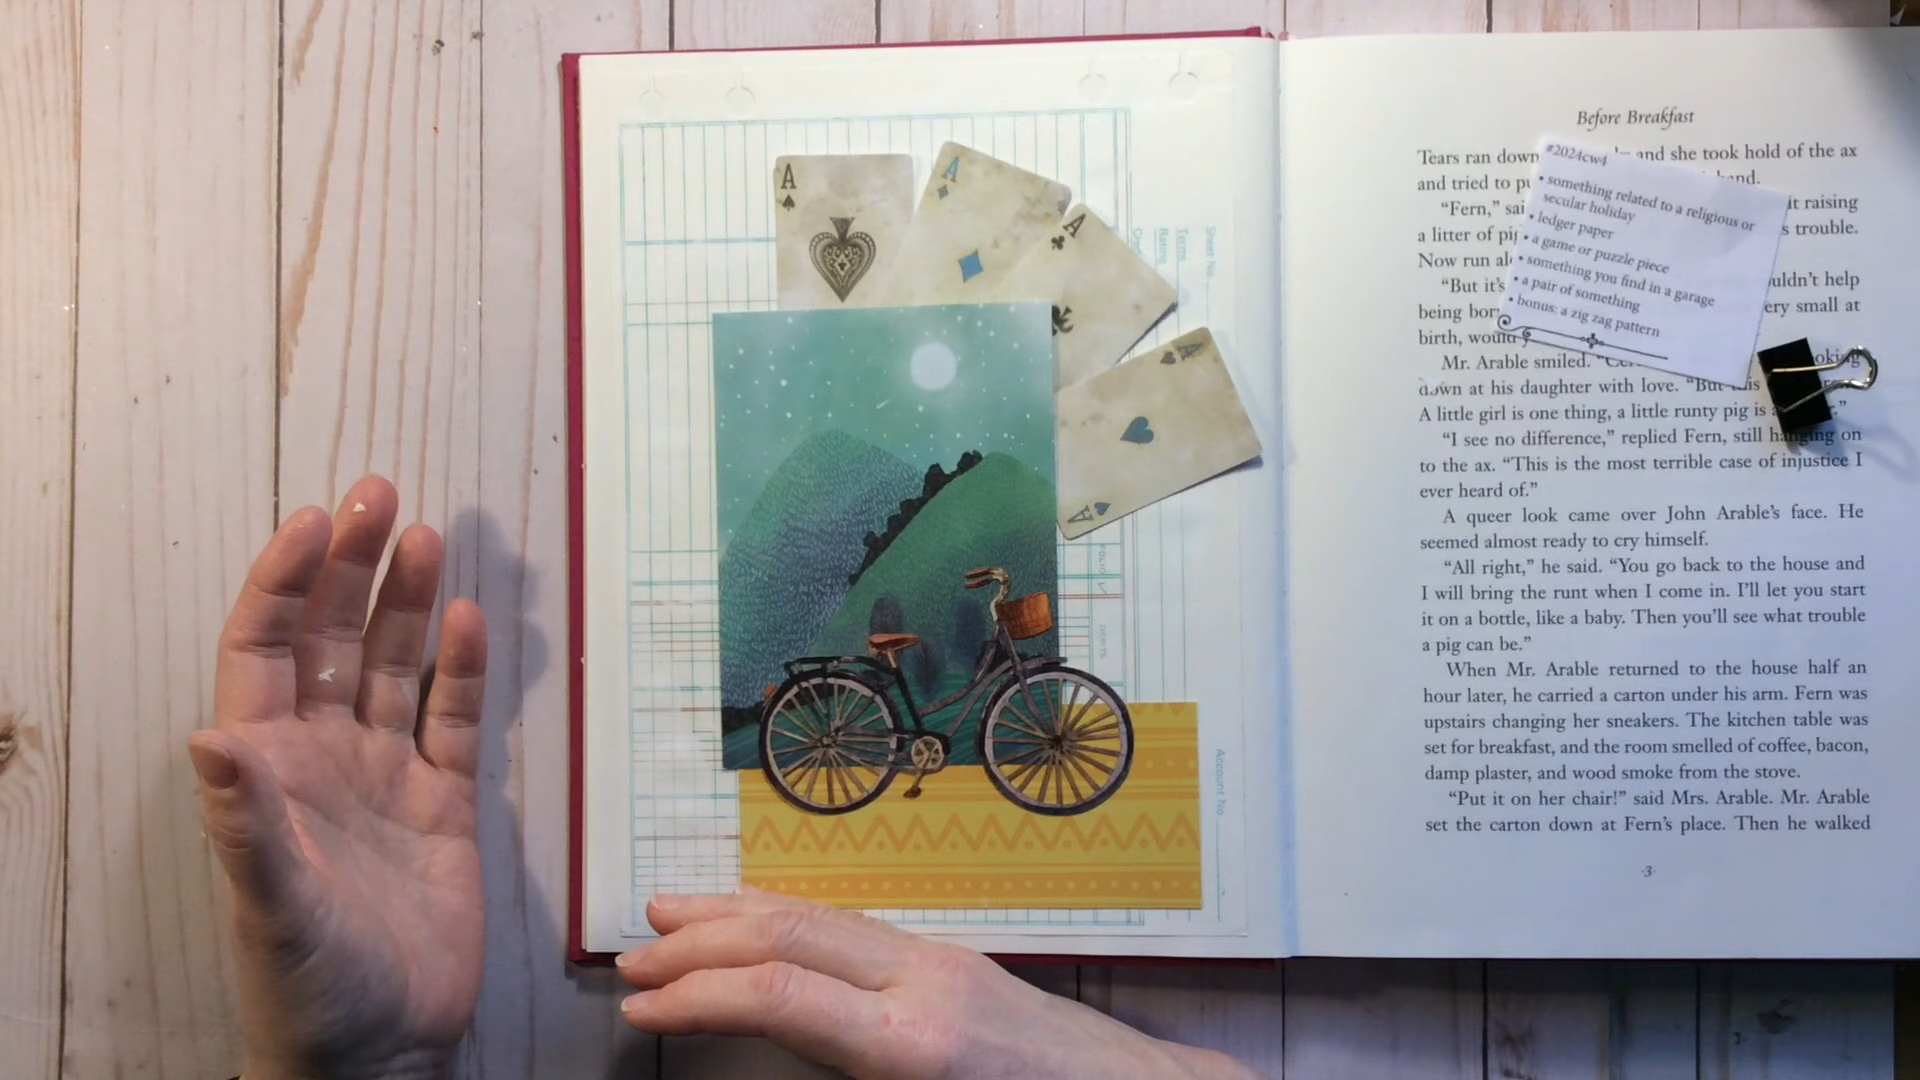 A
A
A
A
A
Sheet No.
Terms
Rating
FOLIO
DEBITS
Account No.
Before Breakfast
Tears ran down and she took hold of the ax
and tried to
“Fern,” it raising
a litter of trouble.
Now run
“But it’s help
being very small at
birth, would
Mr. Arable smiled.
down at his daughter with love. “But
A little girl is one thing, a little runty pig is
“I see no difference,” replied Fern, still hanging on
to the ax. “This is the most terrible case of injustice I
ever heard of.”
A queer look came over John Arable’s face. He
seemed almost ready to cry himself.
“All right,” he said. “You go back to the house and
I will bring the runt when I come in. I’ll let you start
it on a bottle, like a baby. Then you’ll see what trouble
a pig can be.”
When Mr. Arable returned to the house half an
hour later, he carried a carton under his arm. Fern was
upstairs changing her sneakers. The kitchen table was
set for breakfast, and the room smelled of coffee, bacon,
damp plaster, and wood smoke from the stove.
“Put it on her chair!” said Mrs. Arable. Mr. Arable
set the carton down at Fern’s place. Then he walked
·3·
#2024cw4
• something related to a religious or
secular holiday
• ledger paper
• a game or puzzle piece
• something you find in a garage
• a pair of something
• bonus: a zig zag pattern